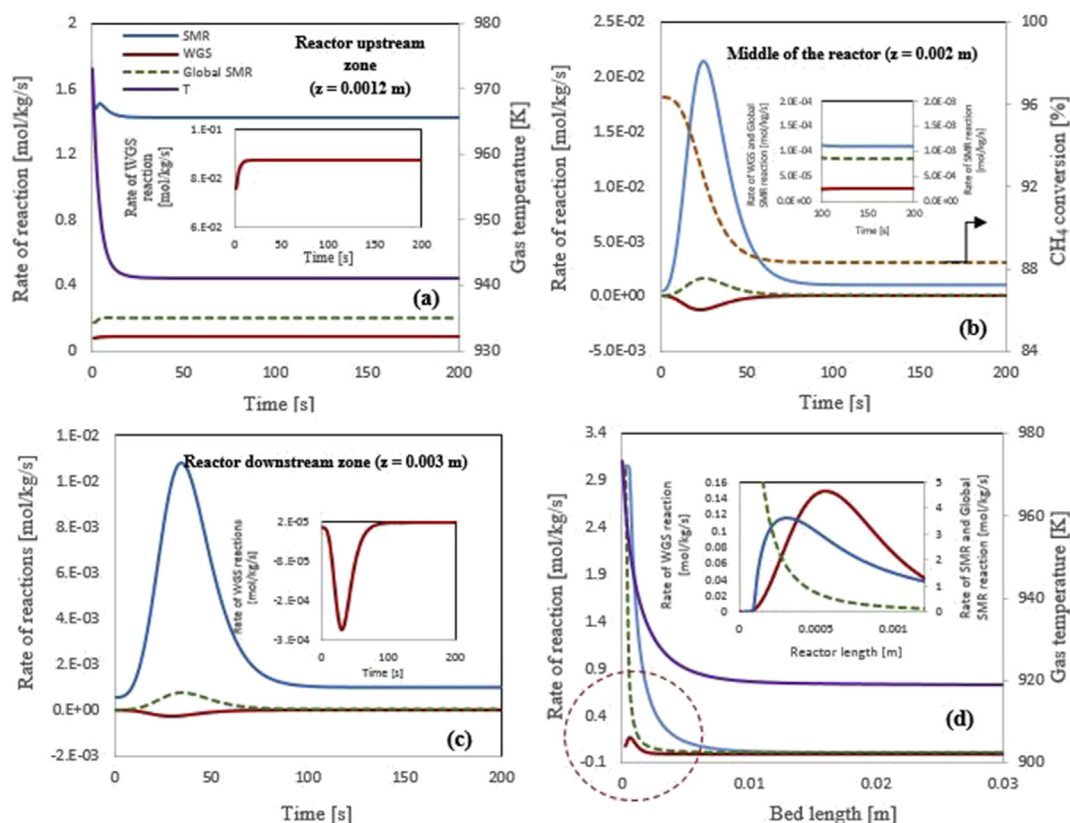 2
1.6
1.2
0.8
0.4
0
Rate of reaction [mol/kg/s]
SMR
WGS
Global SMR
T
Reactor upstream
zone
(z = 0.0012 m)
1.E-01
8.E-02
6.E-02
Rate of WGS
reaction
[mol/kg/s]
0 50 100 150 200
Time [s]
(a)
980
970
960
950
940
930
Gas temperature [K]
0 50 100 150 200
Time [s]
2.5E-02
2.0E-02
1.5E-02
1.0E-02
5.0E-03
0.0E+00
-5.0E-03
Rate of reaction [mol/kg/s]
Middle of the reactor (z = 0.002 m)
2.0E-04
1.5E-04
1.0E-04
5.0E-05
0.0E+00
Rate of WGS and Global
SMR reaction [mol/kg/s]
2.0E-03
1.5E-03
1.0E-03
5.0E-04
0.0E+00
Rate of SMR reaction
[mol/kg/s]
100 150 200
Time [s]
(b)
100
96
92
88
84
CH4 conversion [%]
0 50 100 150 200
Time [s]
1.E-02
1.E-02
8.E-03
6.E-03
4.E-03
2.E-03
0.E+00
-2.E-03
Rate of reactions [mol/kg/s]
Reactor downstream zone (z = 0.003 m)
2.E-05
-8.E-05
-2.E-04
-3.E-04
Rate of WGS reactions
[mol/kg/s]
0 100 200
Time [s]
(c)
0 50 100 150 200
Time [s]
3.4
2.9
2.4
1.9
1.4
0.9
0.4
-0.1
Rate of reaction [mol/kg/s]
0.16
0.14
0.12
0.1
0.08
0.06
0.04
0.02
0
Rate of WGS reaction
[mol/kg/s]
5
4
3
2
1
0
Rate of SMR and Global
SMR reaction [mol/kg/s]
0 0.0005 0.001
Reactor length [m]
(d)
980
960
940
920
900
Gas temperature [K]
0 0.01 0.02 0.03
Bed length [m]